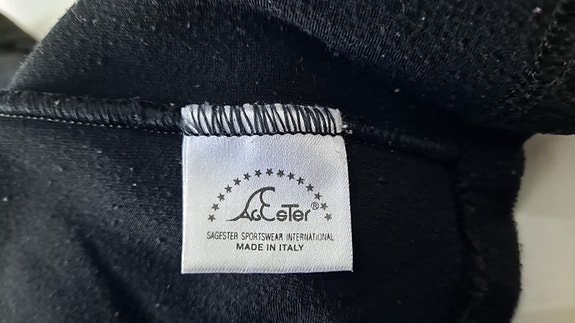 SAGESTER®
SAGESTER SPORTSWEAR INTERNATIONAL
MADE IN ITALY